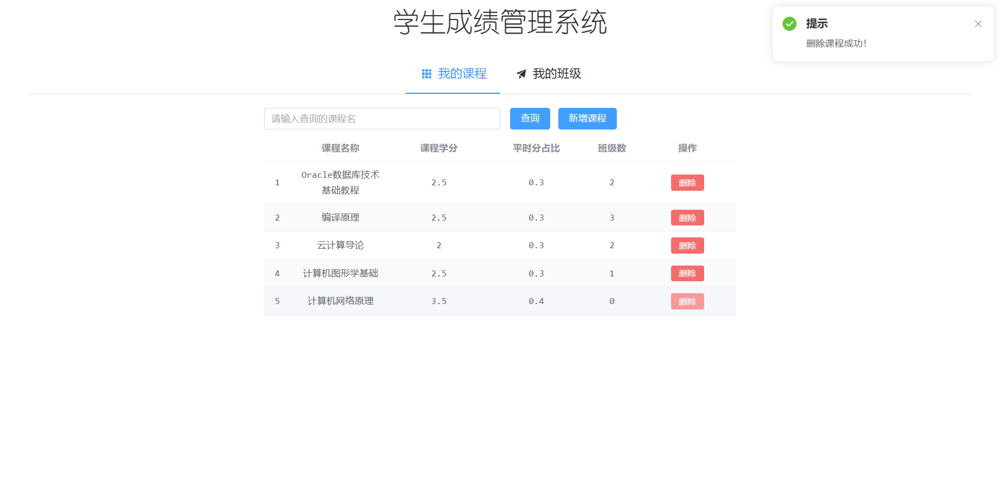 学生成绩管理系统
提示
删除课程成功!
我的课程 我的班级
请输入查询的课程名 查询 新增课程
课程名称 课程学分 平时分占比 班级数 操作
1 Oracle数据库技术基础教程 2.5 0.3 2 删除
2 编译原理 2.5 0.3 3 删除
3 云计算导论 2 0.3 2 删除
4 计算机图形学基础 2.5 0.3 1 删除
5 计算机网络原理 3.5 0.4 0 删除